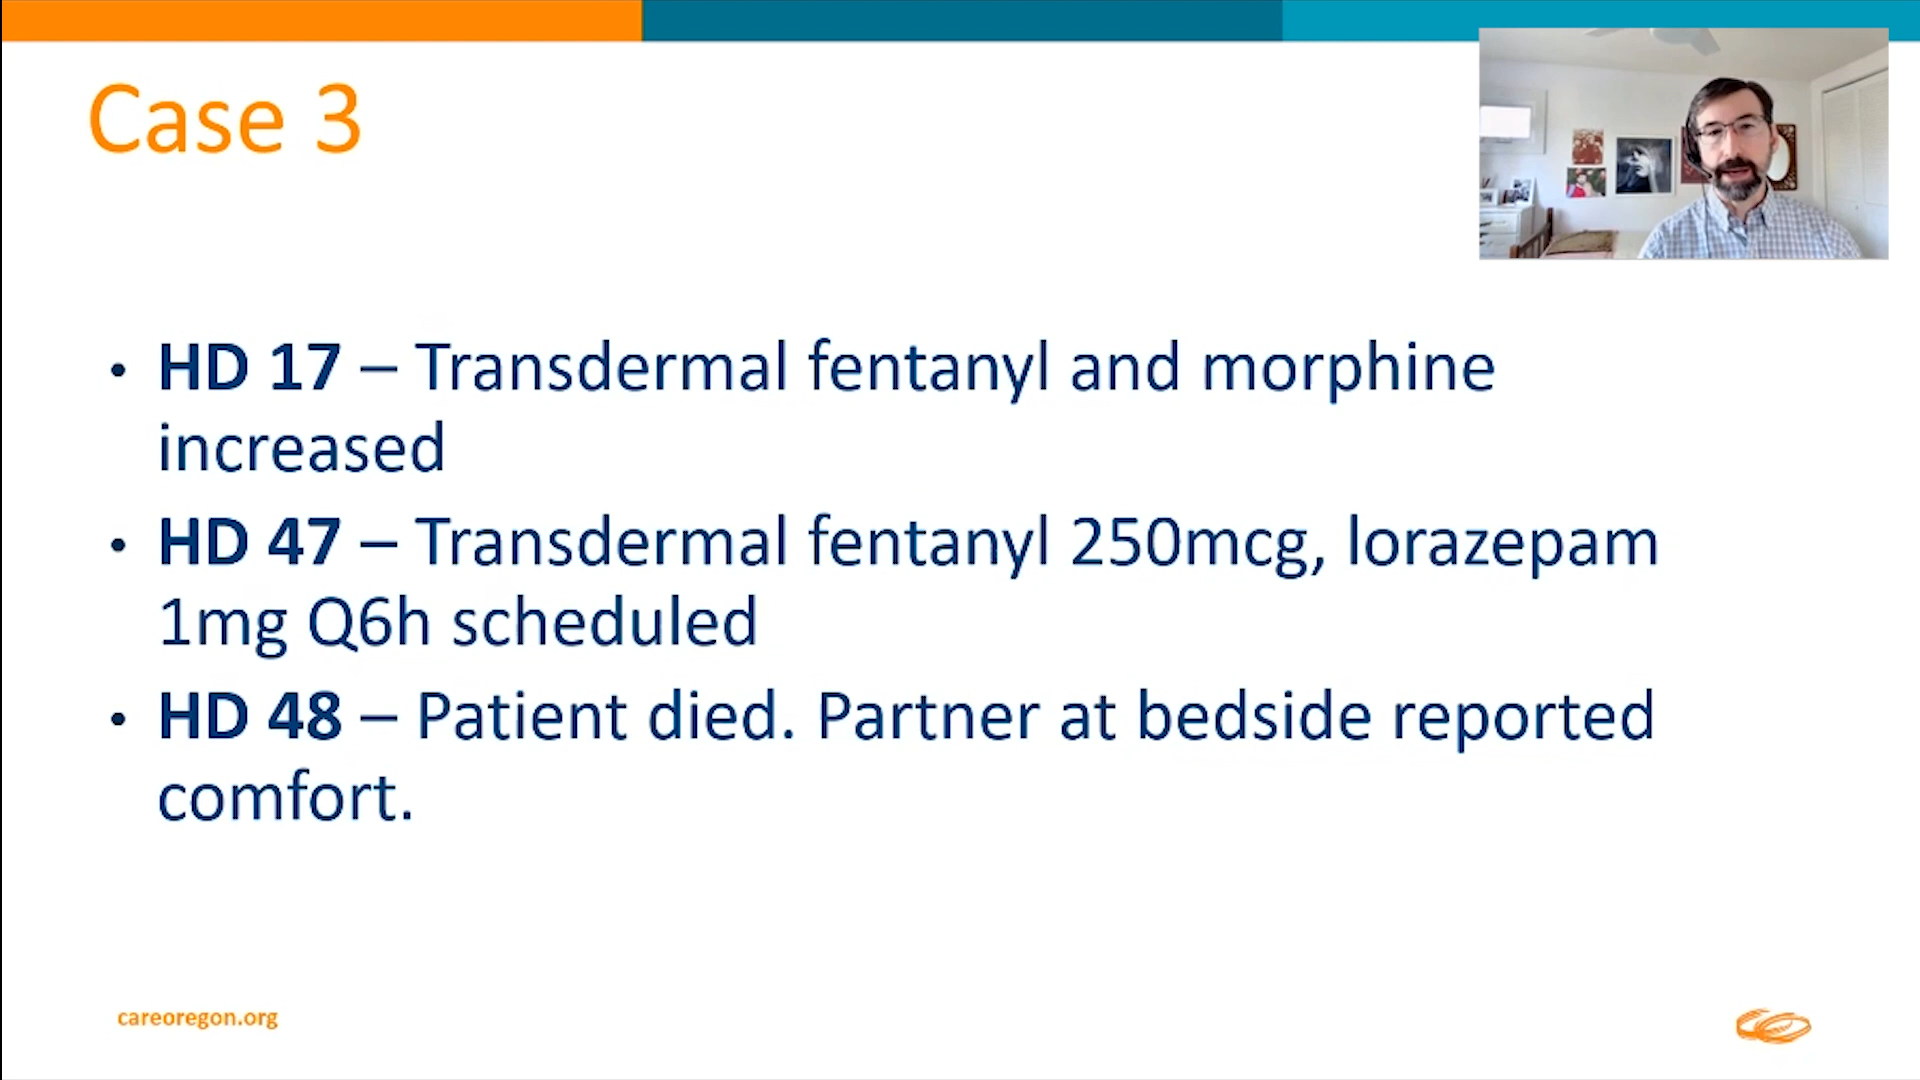 Case 3
• HD 17 – Transdermal fentanyl and morphine
increased
• HD 47 – Transdermal fentanyl 250mcg, lorazepam
1mg Q6h scheduled
• HD 48 – Patient died. Partner at bedside reported
comfort.
careoregon.org